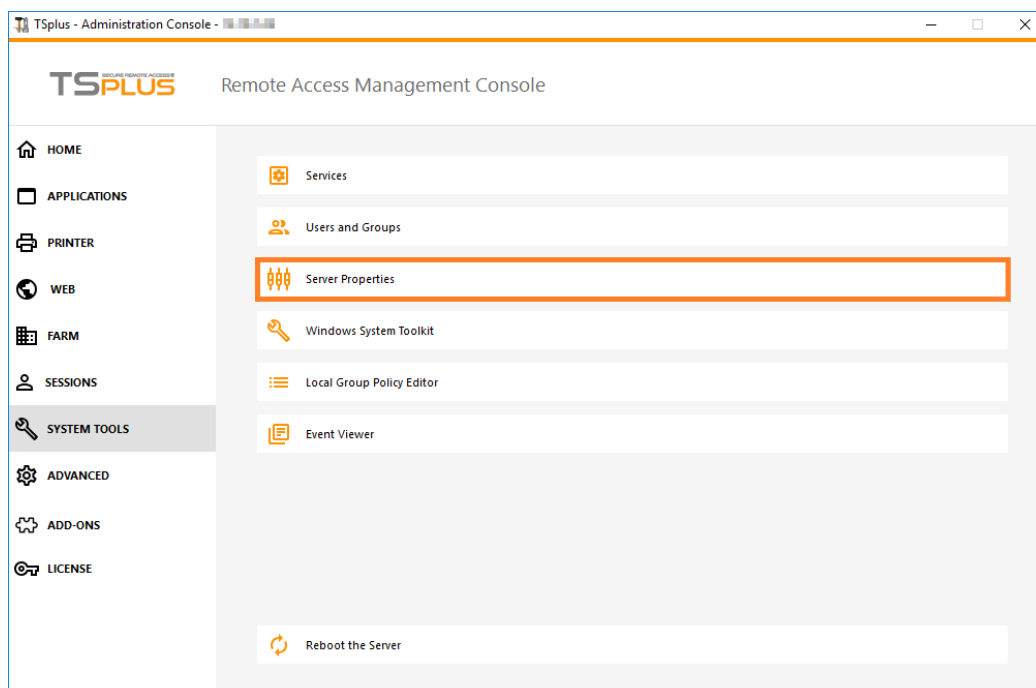 TSplus - Administration Console -
SECURE REMOTE ACCESS®
TSPLUS
Remote Access Management Console
HOME
APPLICATIONS
PRINTER
WEB
FARM
SESSIONS
SYSTEM TOOLS
ADVANCED
ADD-ONS
LICENSE
Services
Users and Groups
Server Properties
Windows System Toolkit
Local Group Policy Editor
Event Viewer
Reboot the Server